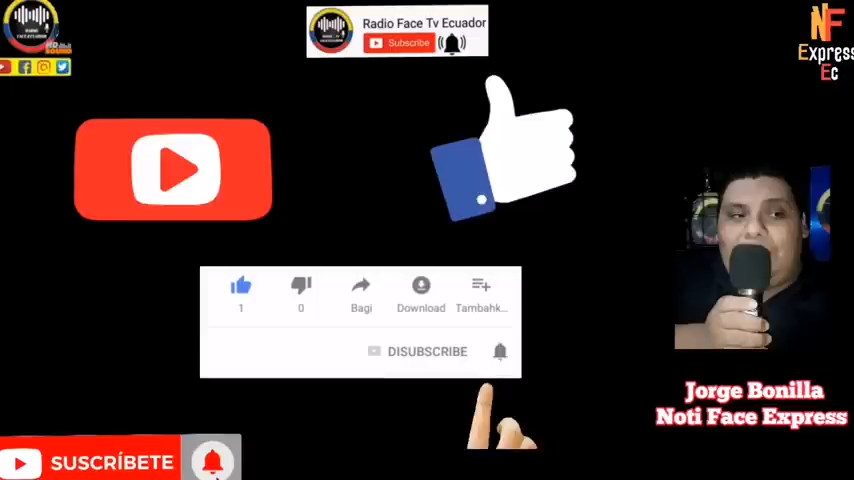 Radio Face Tv Ecuador
Subscribe
NF
Express
Ec
1
0
Bagi
Download
Tambahk...
DISUBSCRIBE
Jorge Bonilla
Noti Face Express
SUSCRÍBETE